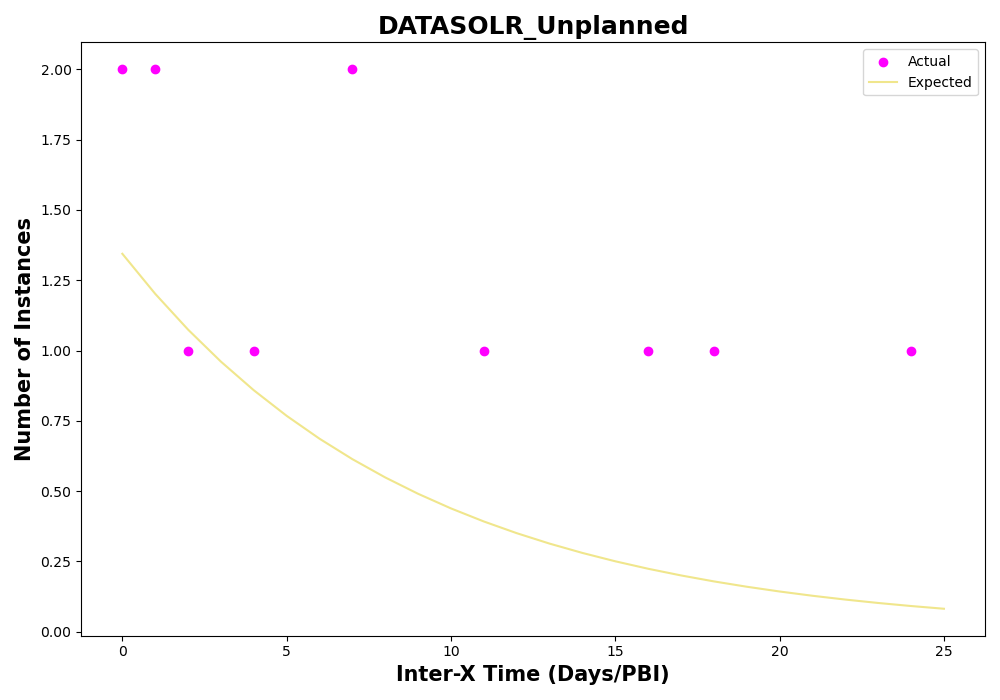 DATASOLR_Unplanned
Actual
Expected
Number of Instances
2.00
1.75
1.50
1.25
1.00
0.75
0.50
0.25
0.00
0 5 10 15 20 25
Inter-X Time (Days/PBI)